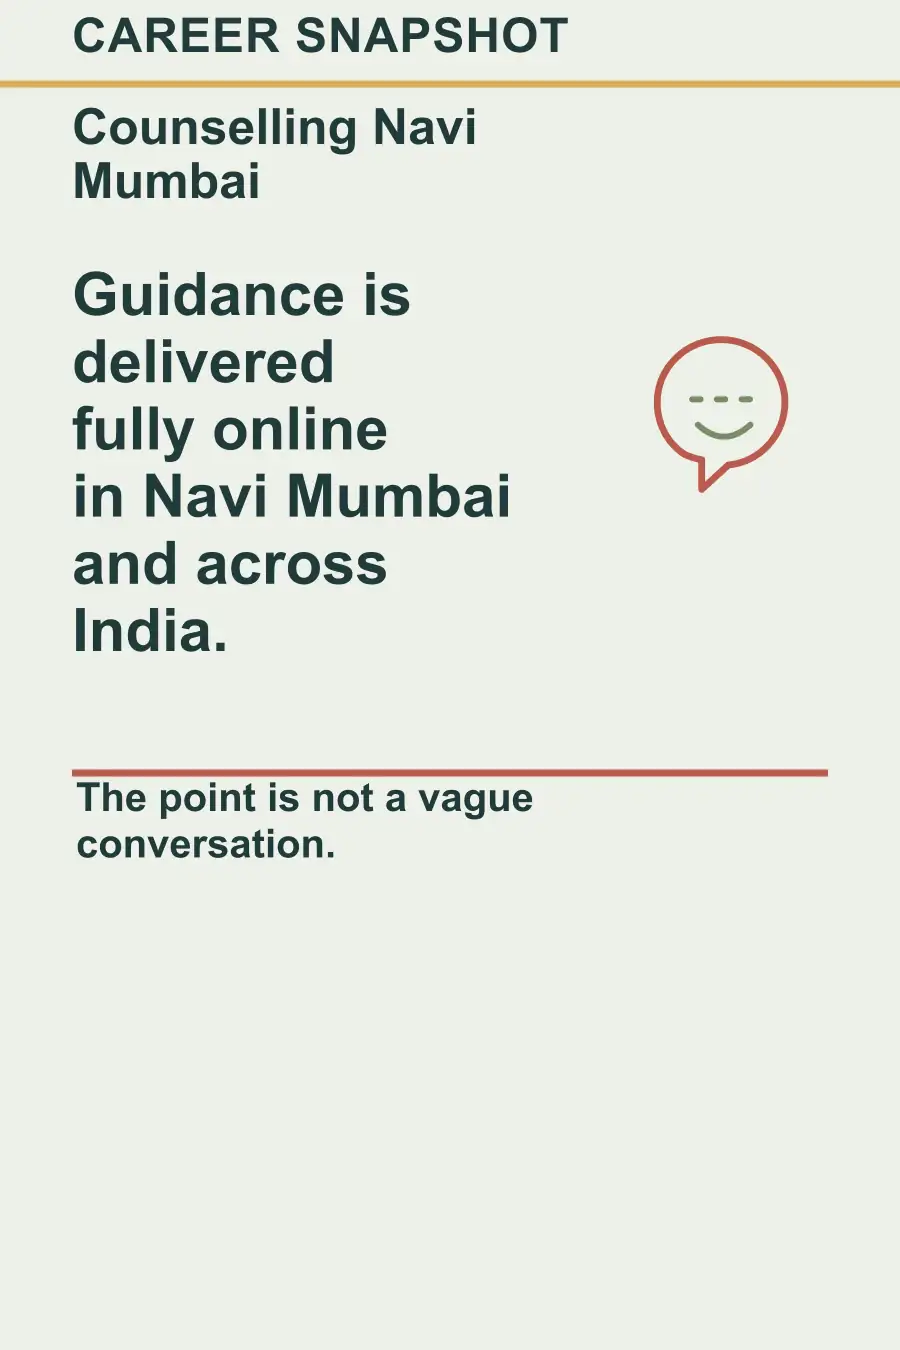 CAREER SNAPSHOT
Counselling Navi
Mumbai
Guidance is
delivered
fully online
in Navi Mumbai
and across
India.
The point is not a vague
conversation.